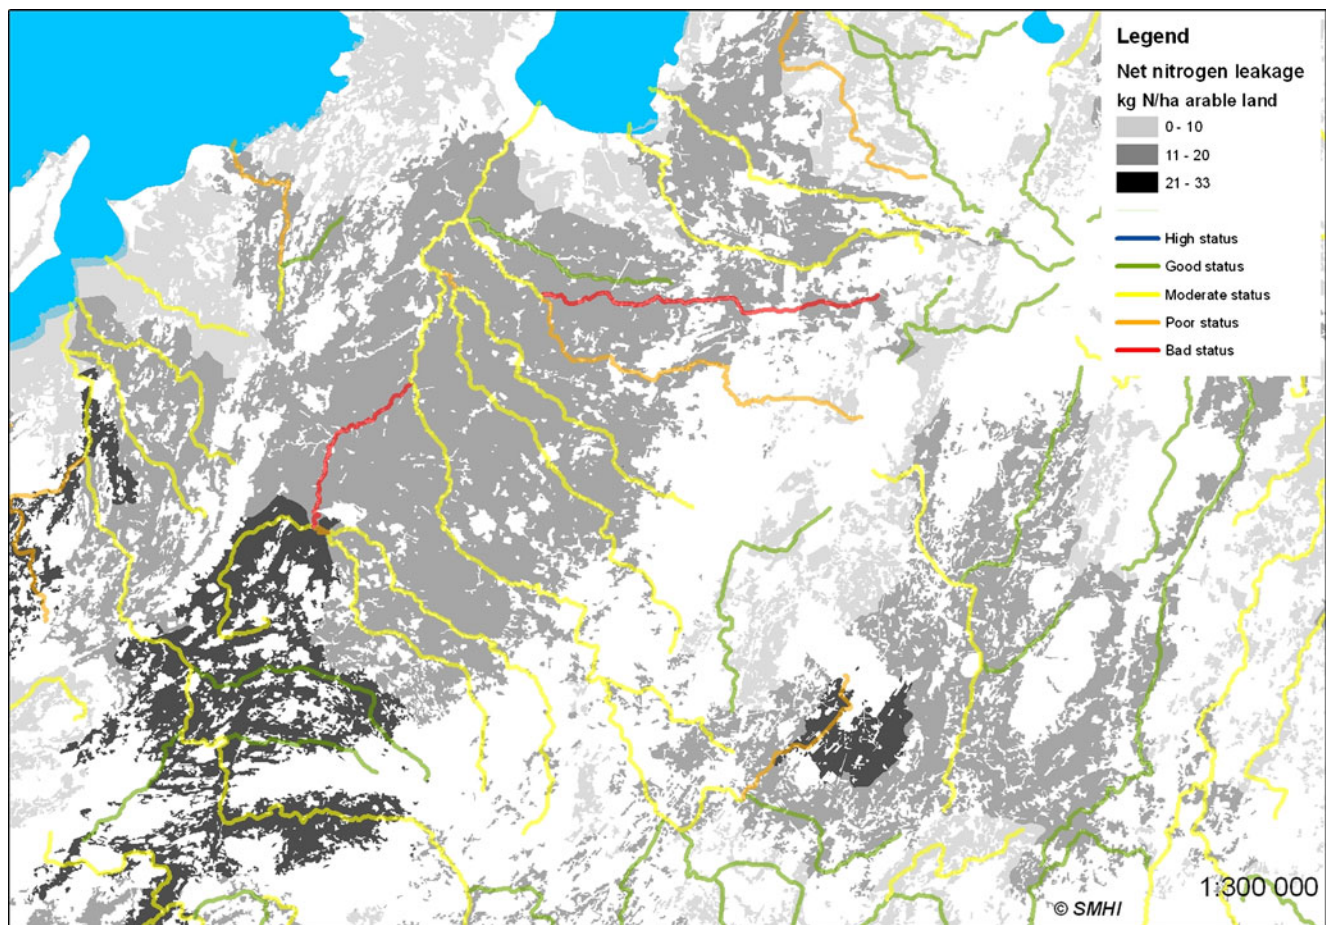 Legend
Net nitrogen leakage
kg N/ha arable land
0 - 10
11 - 20
21 - 33
High status
Good status
Moderate status
Poor status
Bad status
1:300 000
© SMHI